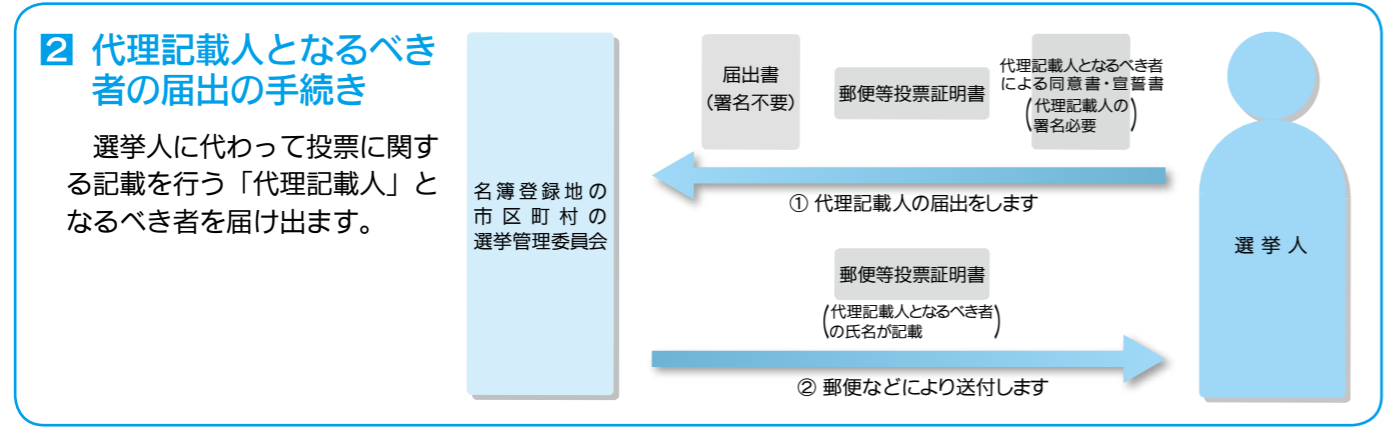 2 代理記載人となるべき
者の届出の手続き
選挙人に代わって投票に関す
る記載を行う「代理記載人」と
なるべき者を届け出ます。
名簿登録地の
市区町村の
選挙管理委員会
届出書
(署名不要)
郵便等投票証明書
代理記載人となるべき者
による同意書・宣誓書
(代理記載人の
署名必要)
① 代理記載人の届出をします
郵便等投票証明書
(代理記載人となるべき者
の氏名が記載)
② 郵便などにより送付します
選挙人